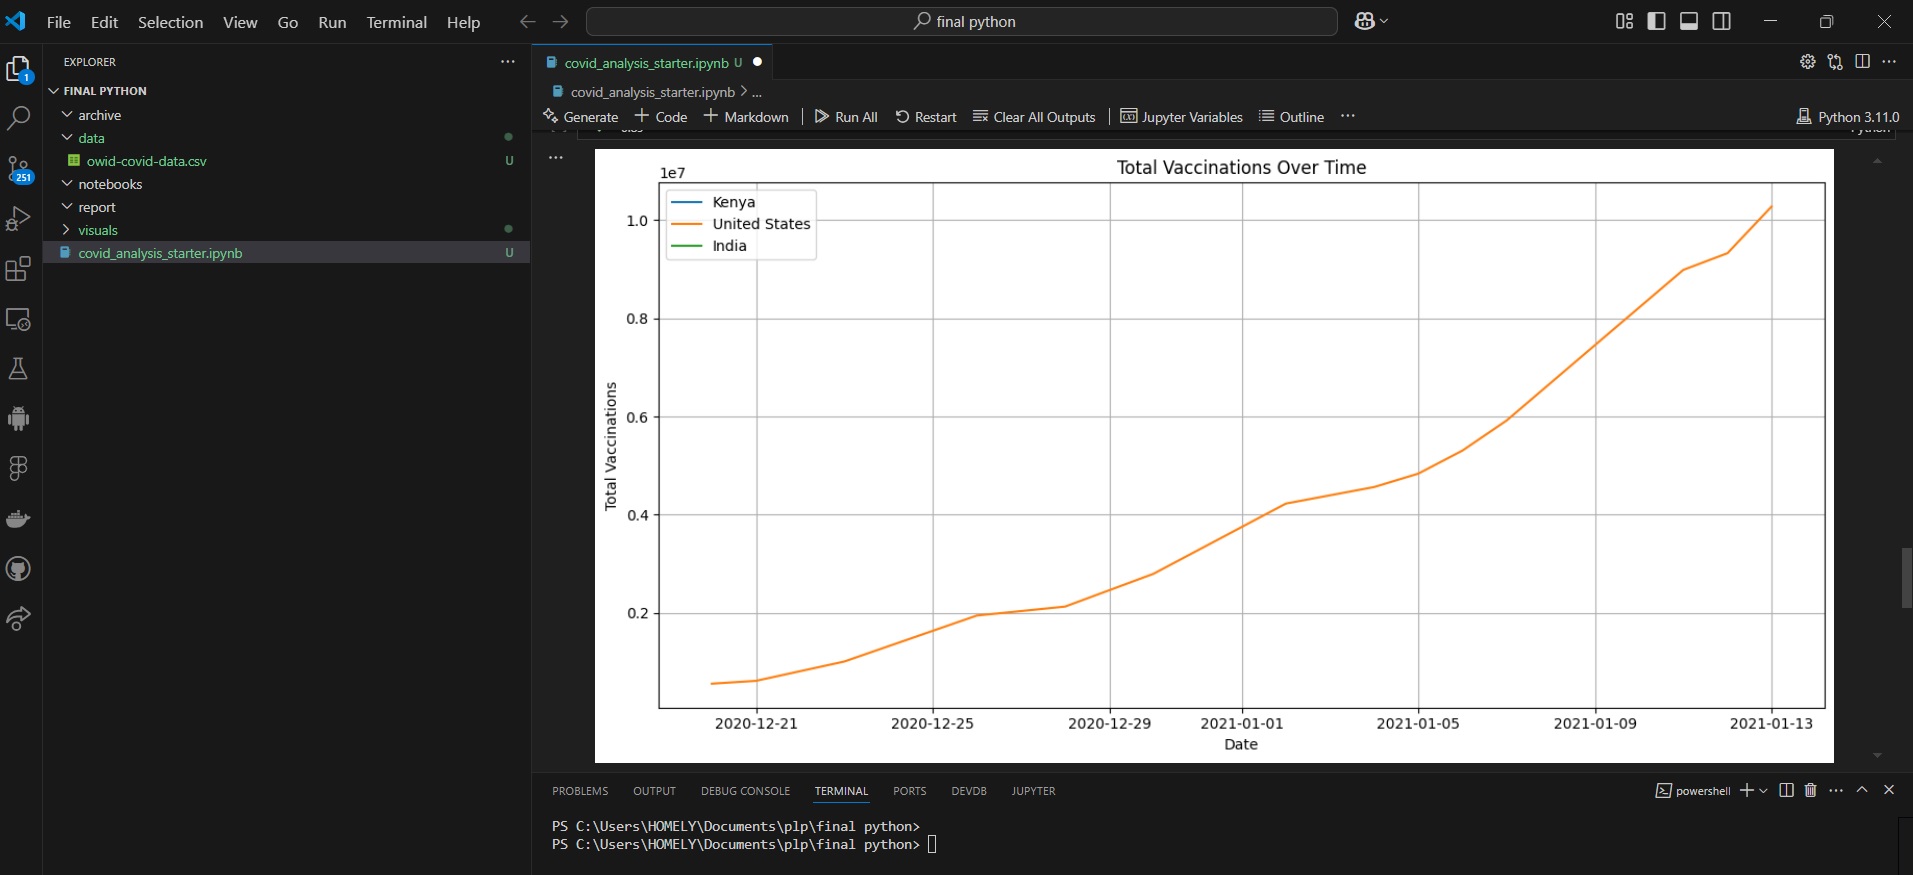 File Edit Selection View Go Run Terminal Help
final python
EXPLORER
1
FINAL PYTHON
archive
data
owid-covid-data.csv U
notebooks
251
report
visuals
covid_analysis_starter.ipynb U
covid_analysis_starter.ipynb U
covid_analysis_starter.ipynb > ...
Generate + Code + Markdown | Run All Restart Clear All Outputs | Jupyter Variables Outline ...
Python 3.11.0
Total Vaccinations Over Time
1e7
Kenya
United States
India
1.0
0.8
0.6
0.4
0.2
Total Vaccinations
2020-12-21 2020-12-25 2020-12-29 2021-01-01 2021-01-05 2021-01-09 2021-01-13
Date
PROBLEMS OUTPUT DEBUG CONSOLE TERMINAL PORTS DEVDB JUPYTER
powershell
PS C:\Users\HOMELY\Documents\plp\final python>
PS C:\Users\HOMELY\Documents\plp\final python>